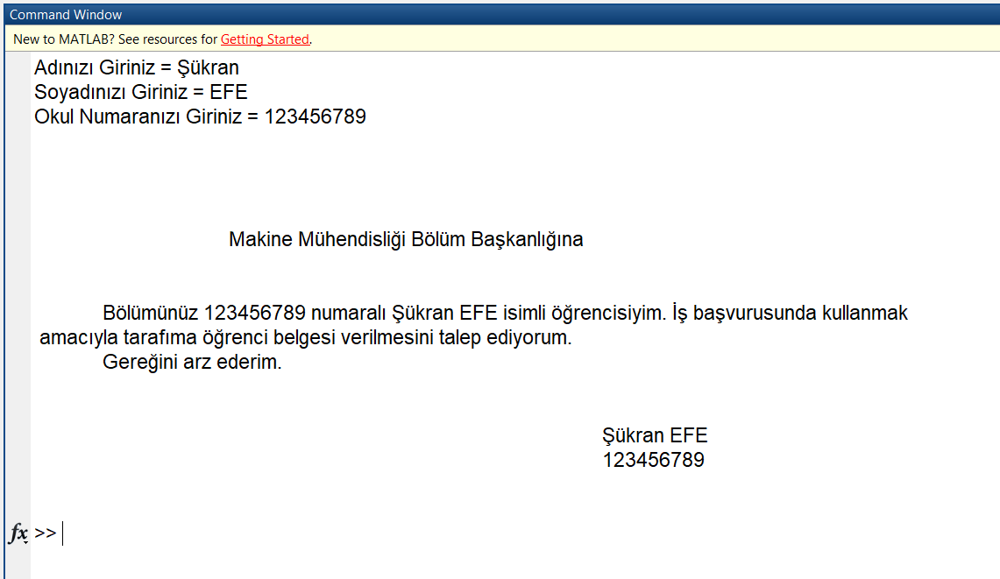 Command Window
New to MATLAB? See resources for Getting Started.
Adınızı Giriniz = Şükran
Soyadınızı Giriniz = EFE
Okul Numaranızı Giriniz = 123456789
Makine Mühendisliği Bölüm Başkanlığına
Bölümünüz 123456789 numaralı Şükran EFE isimli öğrencisiyim. İş başvurusunda kullanmak
amacıyla tarafıma öğrenci belgesi verilmesini talep ediyorum.
Gereğini arz ederim.
Şükran EFE
123456789
fx >>